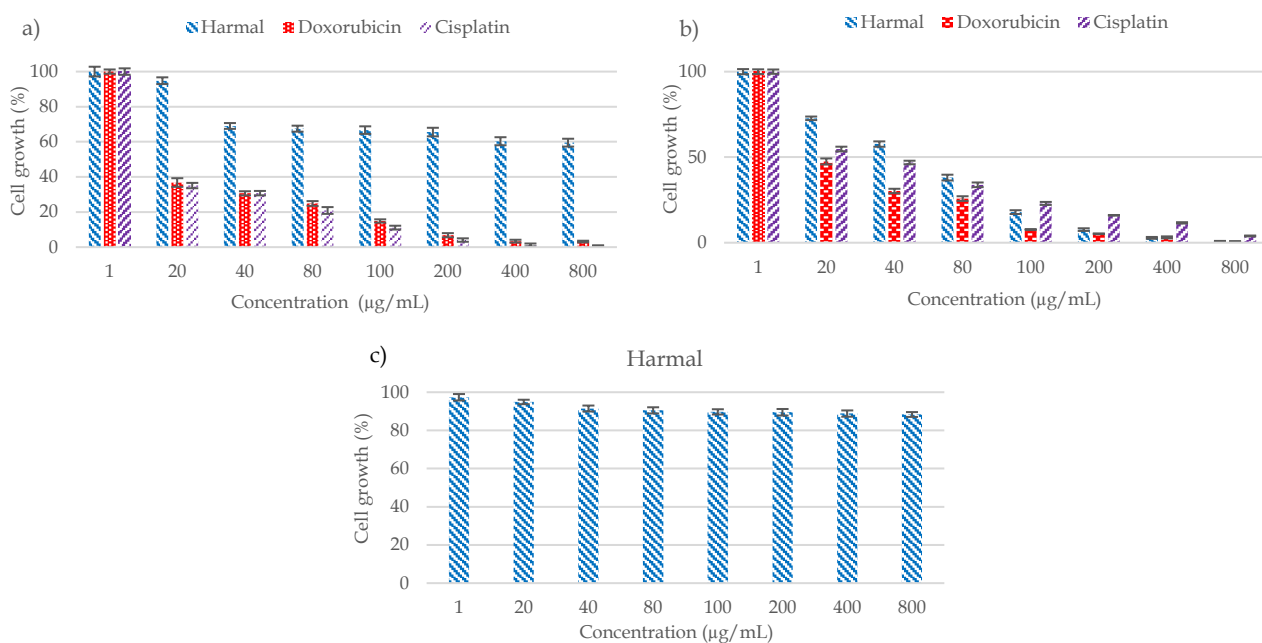 a)
Harmal Doxorubicin Cisplatin
Cell growth (%)
100
80
60
40
20
0
1 20 40 80 100 200 400 800
Concentration (µg/mL)
b)
Harmal Doxorubicin Cisplatin
Cell growth (%)
100
50
0
1 20 40 80 100 200 400 800
Concentration (µg/mL)
c)
Harmal
Cell growth (%)
100
80
60
40
20
0
1 20 40 80 100 200 400 800
Concentration (µg/mL)